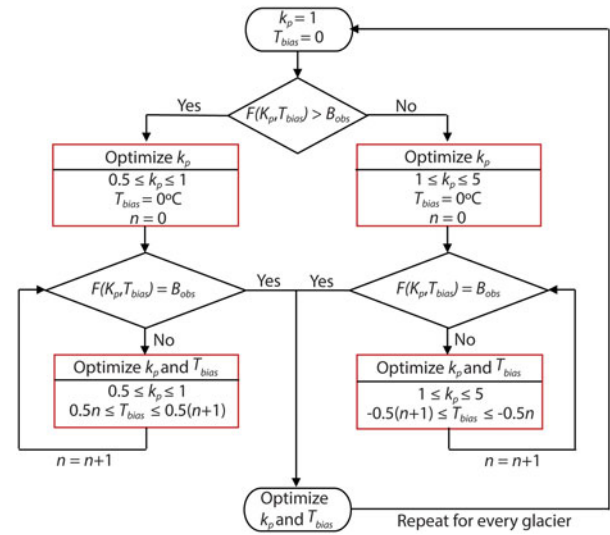 k_p = 1
T_bias = 0
Yes
F(K_p, T_bias) > B_obs
No
Optimize k_p
0.5 ≤ k_p ≤ 1
T_bias = 0ºC
n = 0
Optimize k_p
1 ≤ k_p ≤ 5
T_bias = 0ºC
n = 0
F(K_p, T_bias) = B_obs
Yes
Yes
F(K_p, T_bias) = B_obs
No
No
Optimize k_p and T_bias
0.5 ≤ k_p ≤ 1
0.5n ≤ T_bias ≤ 0.5(n+1)
Optimize k_p and T_bias
1 ≤ k_p ≤ 5
-0.5(n+1) ≤ T_bias ≤ -0.5n
n = n+1
n = n+1
Optimize
k_p and T_bias
Repeat for every glacier